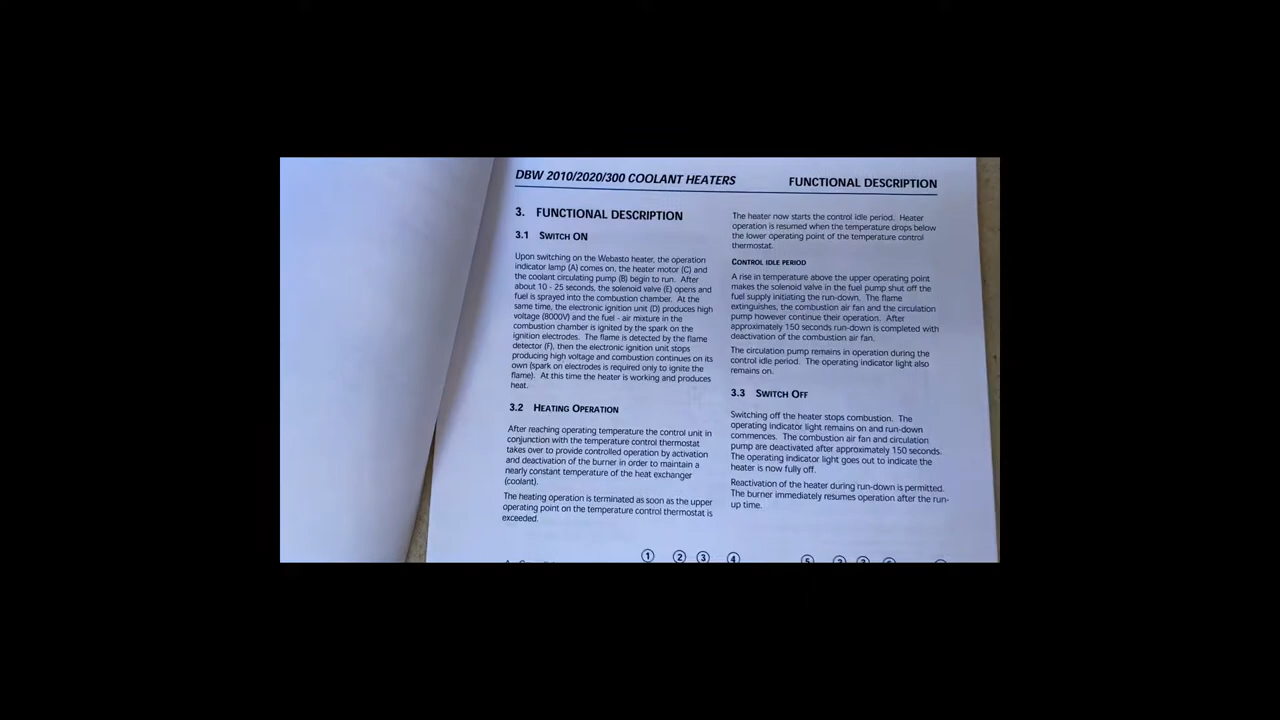 DBW 2010/2020/300 COOLANT HEATERS
FUNCTIONAL DESCRIPTION
3. FUNCTIONAL DESCRIPTION
3.1 SWITCH ON
Upon switching on the Webasto heater, the operation
indicator lamp (A) comes on, the heater motor (C) and
the coolant circulating pump (B) begin to run. After
about 10 - 25 seconds, the solenoid valve (E) opens and
fuel is sprayed into the combustion chamber. At the
same time, the electronic ignition unit (D) produces high
voltage (8000V) and the fuel - air mixture in the
combustion chamber is ignited by the spark on the
ignition electrodes. The flame is detected by the flame
detector (F), then the electronic ignition unit stops
producing high voltage and combustion continues on its
own (spark on electrodes is required only to ignite the
flame). At this time the heater is working and produces
heat.
3.2 HEATING OPERATION
After reaching operating temperature the control unit in
conjunction with the temperature control thermostat
takes over to provide controlled operation by activation
and deactivation of the burner in order to maintain a
nearly constant temperature of the heat exchanger
(coolant).
The heating operation is terminated as soon as the upper
operating point on the temperature control thermostat is
exceeded.
The heater now starts the control idle period. Heater
operation is resumed when the temperature drops below
the lower operating point of the temperature control
thermostat.
CONTROL IDLE PERIOD
A rise in temperature above the upper operating point
makes the solenoid valve in the fuel pump shut off the
fuel supply initiating the run-down. The flame
extinguishes, the combustion air fan and the circulation
pump however continue their operation. After
approximately 150 seconds run-down is completed with
deactivation of the combustion air fan.
The circulation pump remains in operation during the
control idle period. The operating indicator light also
remains on.
3.3 SWITCH OFF
Switching off the heater stops combustion. The
operating indicator light remains on and run-down
commences. The combustion air fan and circulation
pump are deactivated after approximately 150 seconds.
The operating indicator light goes out to indicate the
heater is now fully off.
Reactivation of the heater during run-down is permitted.
The burner immediately resumes operation after the run-
up time.
1 2 3 4 5